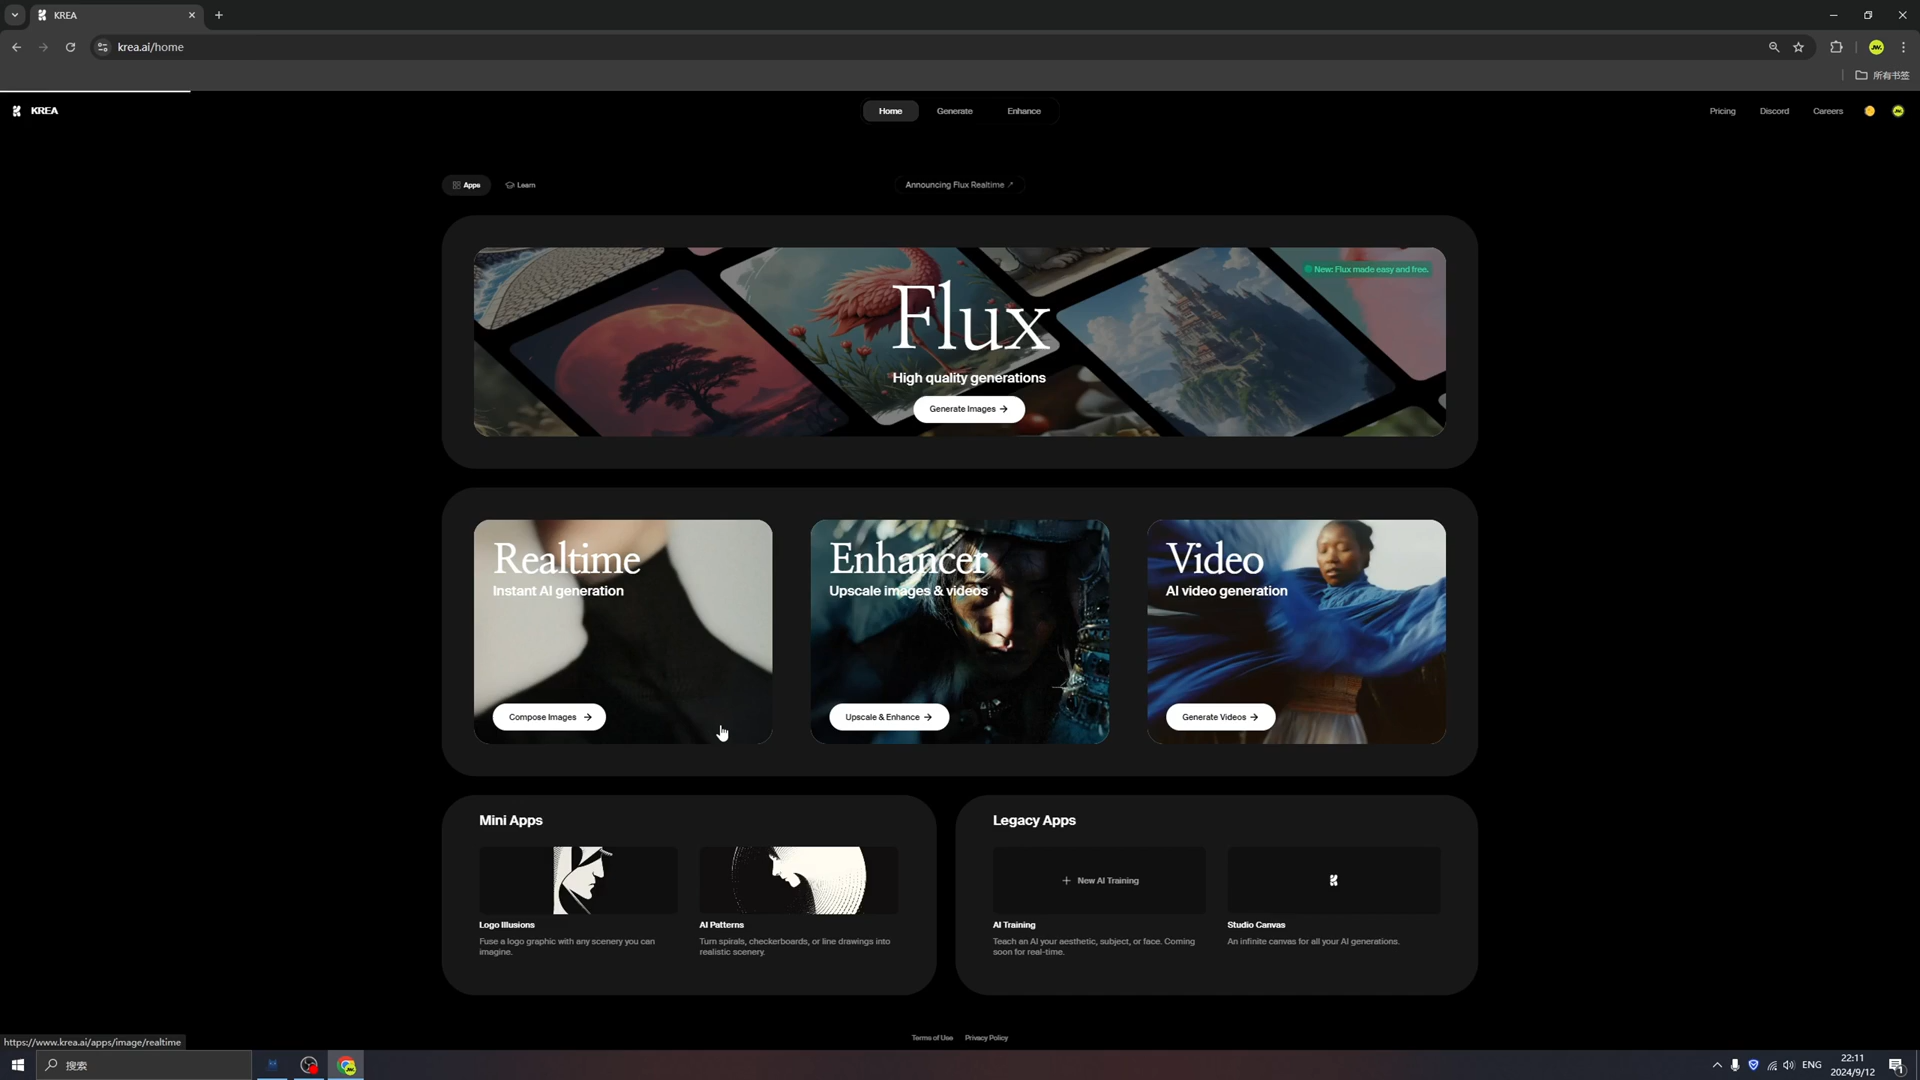 KREA
krea.ai/home
所有书签
KREA
Home
Generate
Enhance
Pricing
Discord
Careers
Apps
Learn
Announcing Flux Realtime ↗
New: Flux made easy and free.
Flux
High quality generations
Generate Images →
Realtime
Instant AI generation
Compose Images →
Enhancer
Upscale images & videos
Upscale & Enhance →
Video
AI video generation
Generate Videos →
Mini Apps
Logo Illusions
Fuse a logo graphic with any scenery you can
imagine.
AI Patterns
Turn spirals, checkerboards, or line drawings into
realistic scenery.
Legacy Apps
+ New AI Training
AI Training
Teach an AI your aesthetic, subject, or face. Coming
soon for real-time.
Studio Canvas
An infinite canvas for all your AI generations.
Terms of Use
Privacy Policy
https://www.krea.ai/apps/image/realtime
搜索
ENG
22:11
2024/9/12